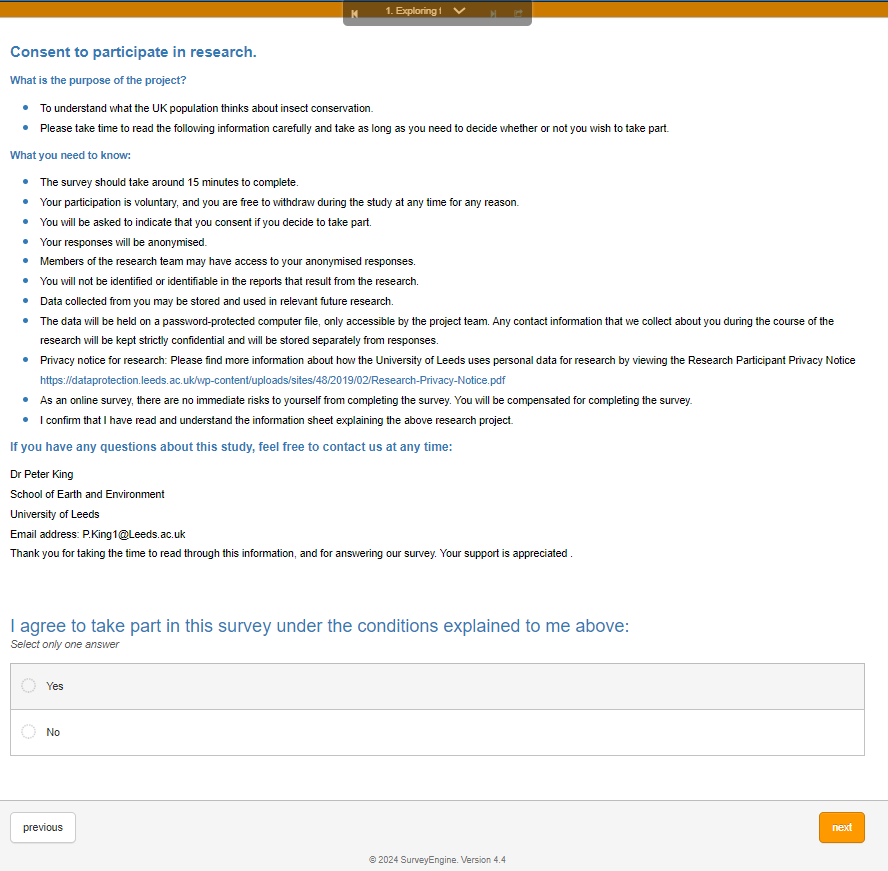 1. Exploring t
Consent to participate in research.
What is the purpose of the project?
To understand what the UK population thinks about insect conservation.
Please take time to read the following information carefully and take as long as you need to decide whether or not you wish to take part.
What you need to know:
The survey should take around 15 minutes to complete.
Your participation is voluntary, and you are free to withdraw during the study at any time for any reason.
You will be asked to indicate that you consent if you decide to take part.
Your responses will be anonymised.
Members of the research team may have access to your anonymised responses.
You will not be identified or identifiable in the reports that result from the research.
Data collected from you may be stored and used in relevant future research.
The data will be held on a password-protected computer file, only accessible by the project team. Any contact information that we collect about you during the course of the
research will be kept strictly confidential and will be stored separately from responses.
Privacy notice for research: Please find more information about how the University of Leeds uses personal data for research by viewing the Research Participant Privacy Notice
https://dataprotection.leeds.ac.uk/wp-content/uploads/sites/48/2019/02/Research-Privacy-Notice.pdf
As an online survey, there are no immediate risks to yourself from completing the survey. You will be compensated for completing the survey.
I confirm that I have read and understand the information sheet explaining the above research project.
If you have any questions about this study, feel free to contact us at any time:
Dr Peter King
School of Earth and Environment
University of Leeds
Email address: P.King1@Leeds.ac.uk
Thank you for taking the time to read through this information, and for answering our survey. Your support is appreciated .
I agree to take part in this survey under the conditions explained to me above:
Select only one answer
Yes
No
previous
next
© 2024 SurveyEngine. Version 4.4